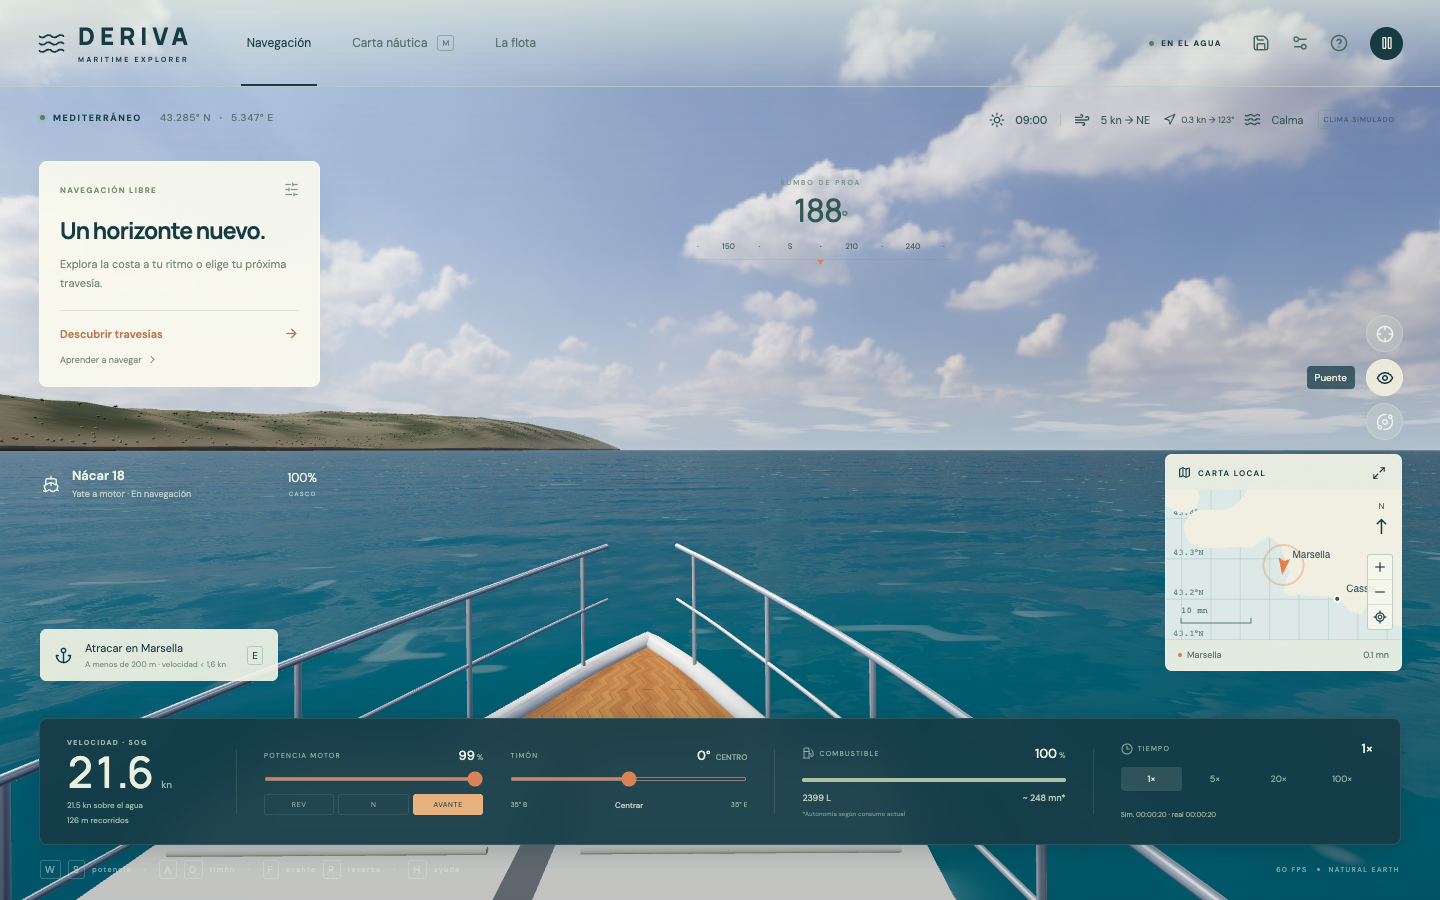 DERIVA
MARITIME EXPLORER
Navegación
Carta náutica M
La flota
EN EL AGUA
MEDITERRÁNEO 43.285° N · 5.347° E
09:00
5 kn → NE
0.3 kn → 123°
Calma
CLIMA SIMULADO
NAVEGACIÓN LIBRE
Un horizonte nuevo.
Explora la costa a tu ritmo o elige tu próxima
travesía.
Descubrir travesías
Aprender a navegar
RUMBO DE PROA
188°
· 150 · S · 210 · 240 ·
Puente
Nácar 18
Yate a motor · En navegación
100%
CASCO
CARTA LOCAL
N
43.3°N
Marsella
Cass
43.2°N
10 mn
43.1°N
Marsella 0.1 mn
Atracar en Marsella
A menos de 200 m · velocidad < 1,6 kn
E
VELOCIDAD · SOG
21.6 kn
21.5 kn sobre el agua
126 m recorridos
POTENCIA MOTOR 99 %
REV N AVANTE
TIMÓN 0° CENTRO
35° B Centrar 35° E
COMBUSTIBLE 100 %
2399 L ~ 248 mn*
*Autonomía según consumo actual
TIEMPO 1×
1× 5× 20× 100×
Sim. 00:00:20 · real 00:00:20
W S potencia · A D timón · F avante R reversa · H ayuda
60 FPS • NATURAL EARTH